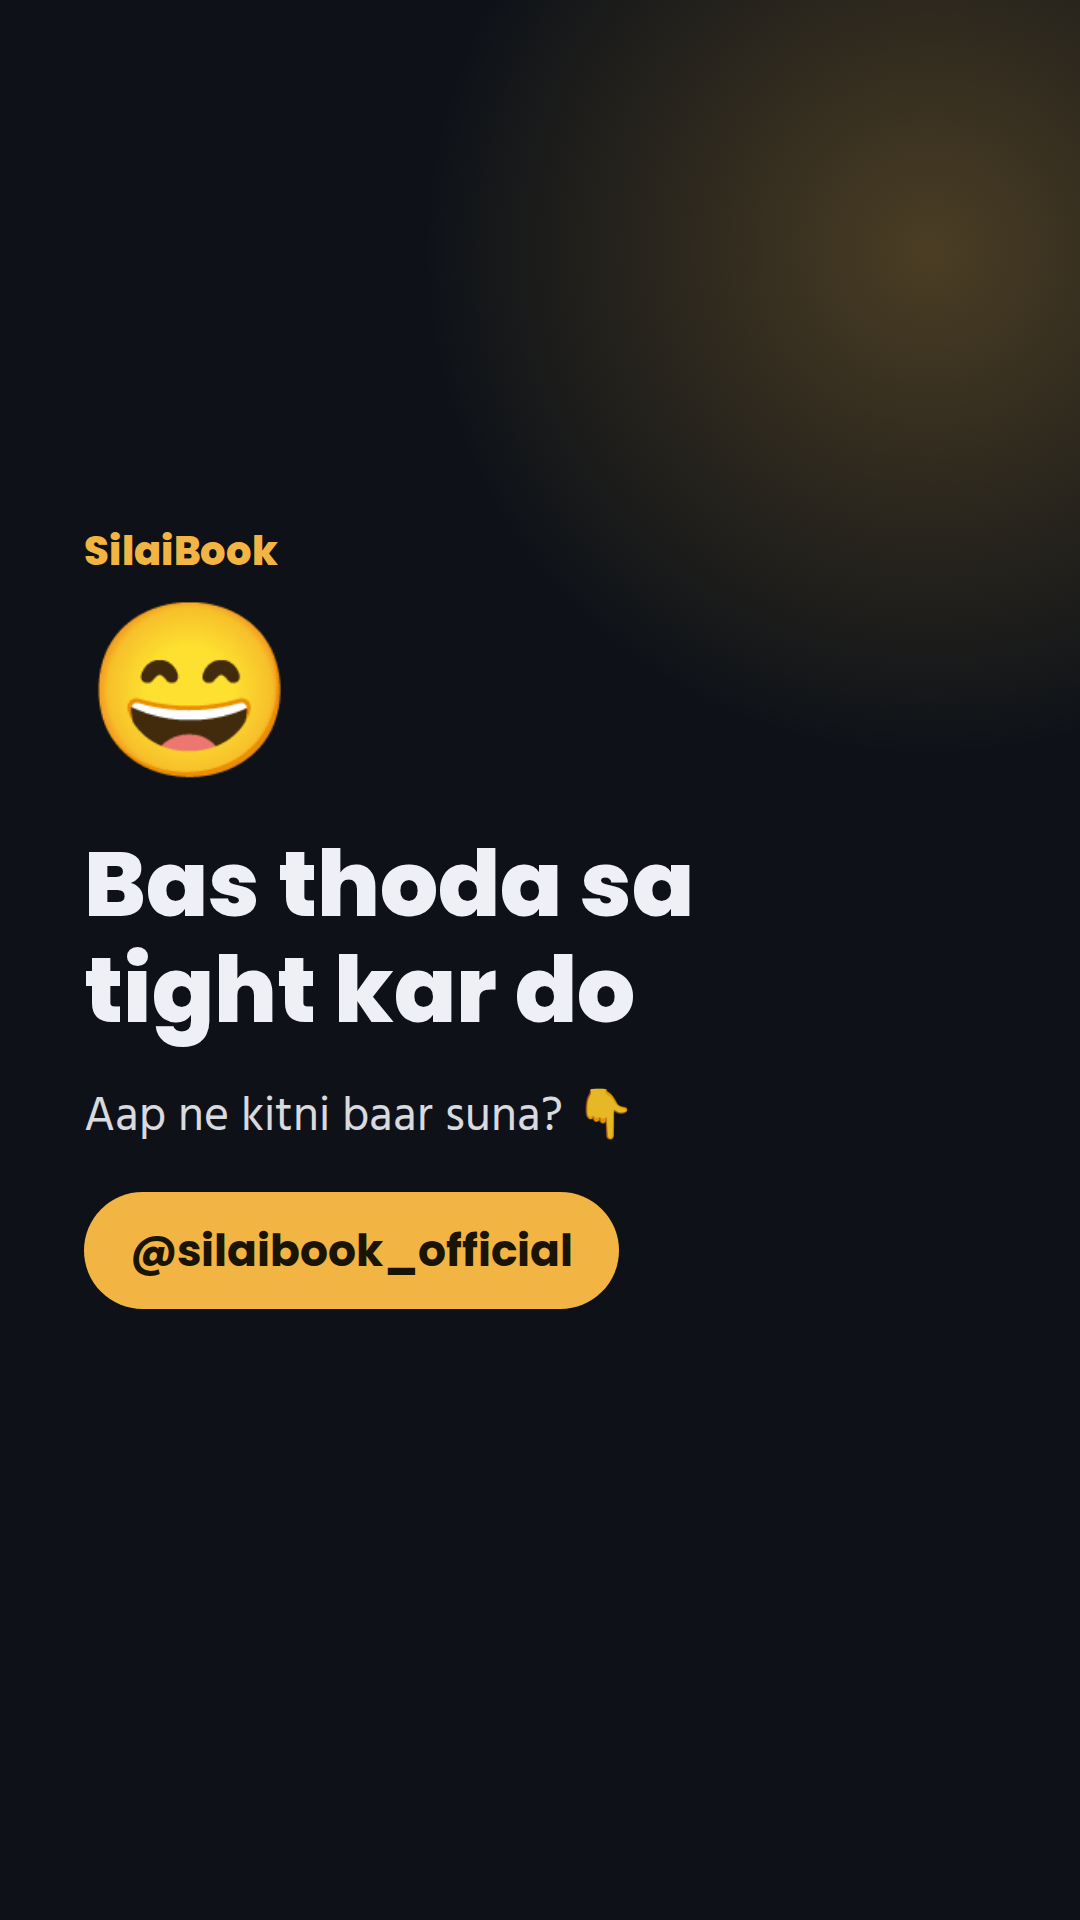 SilaiBook
Bas thoda sa
tight kar do
Aap ne kitni baar suna? 👇
@silaibook_official